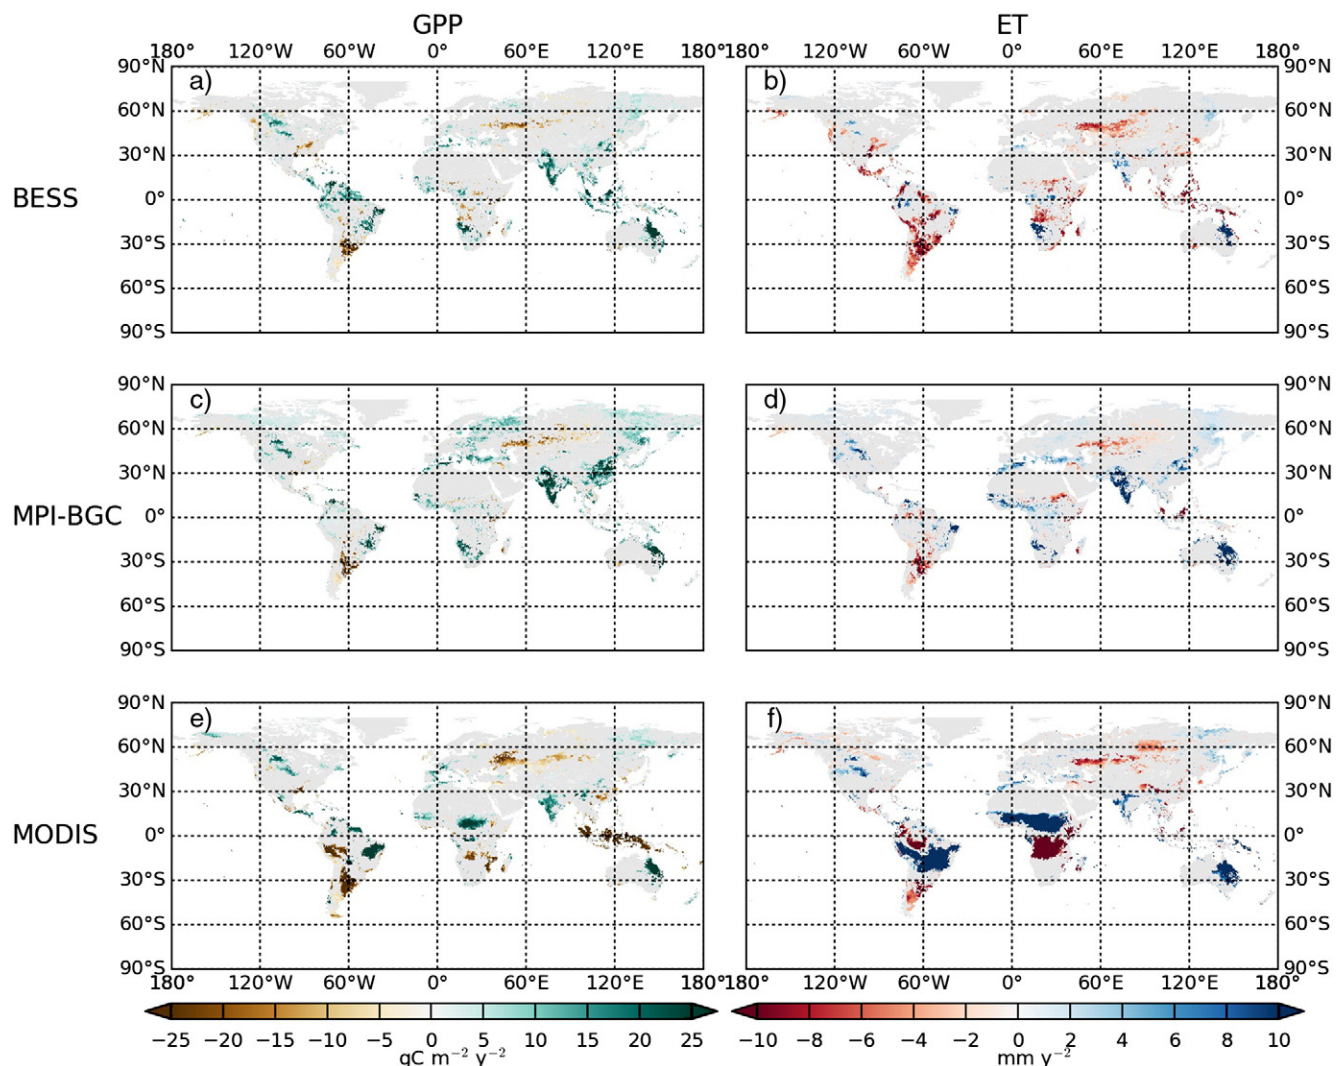 GPP ET
180° 120°W 60°W 0° 60°E 120°E 180° 180° 120°W 60°W 0° 60°E 120°E 180°
90°N a) b) 90°N
60°N 60°N
30°N 30°N
BESS 0° 0°
30°S 30°S
60°S 60°S
90°S 90°S
90°N c) d) 90°N
60°N 60°N
30°N 30°N
MPI-BGC 0° 0°
30°S 30°S
60°S 60°S
90°S 90°S
90°N e) f) 90°N
60°N 60°N
30°N 30°N
MODIS 0° 0°
30°S 30°S
60°S 60°S
90°S 90°S
180° 120°W 60°W 0° 60°E 120°E 180° 180° 120°W 60°W 0° 60°E 120°E 180°
−25 −20 −15 −10 −5 0 5 10 15 20 25 −10 −8 −6 −4 −2 0 2 4 6 8 10
gC m⁻² y⁻² mm y⁻²